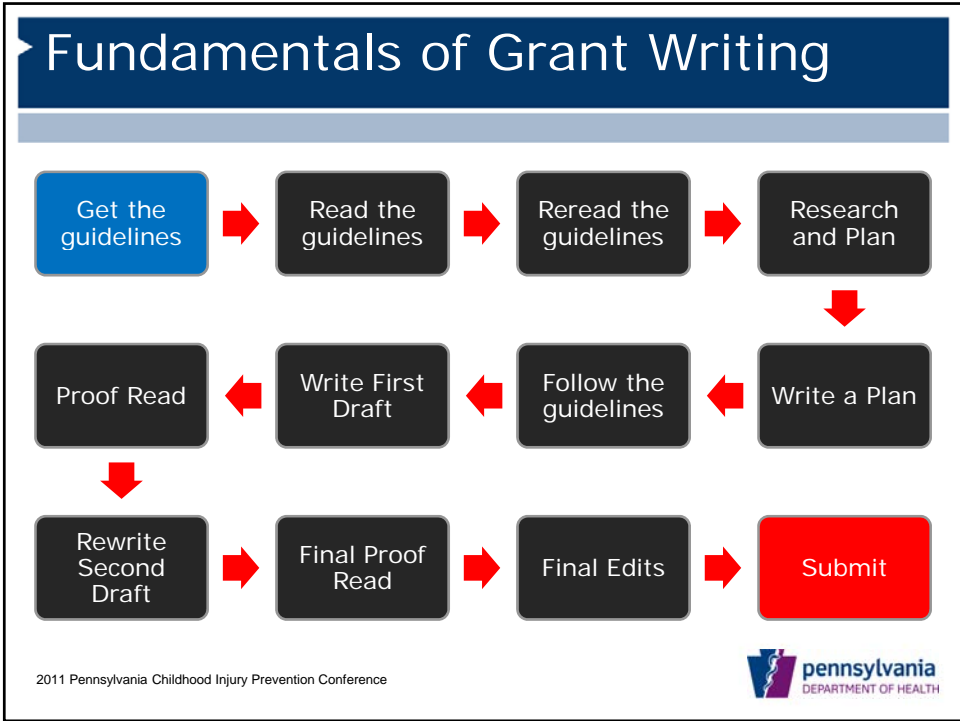 Fundamentals of Grant Writing
Get the
guidelines
Read the
guidelines
Reread the
guidelines
Research
and Plan
Write a Plan
Follow the
guidelines
Write First
Draft
Proof Read
Rewrite
Second
Draft
Final Proof
Read
Final Edits
Submit
2011 Pennsylvania Childhood Injury Prevention Conference
pennsylvania
DEPARTMENT OF HEALTH